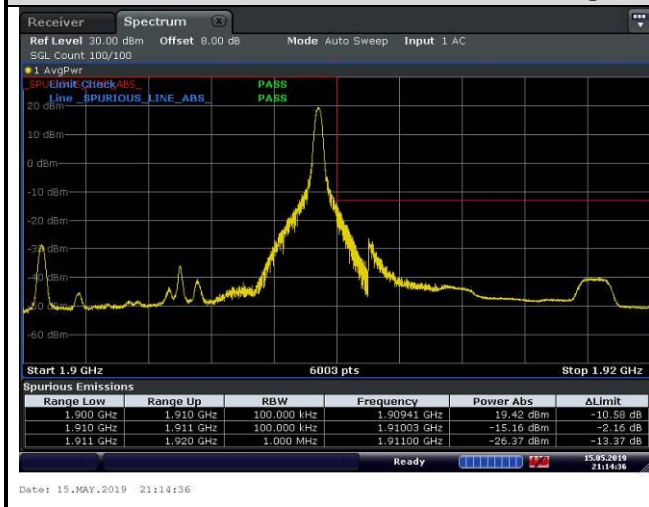 Receiver Spectrum
Ref Level 30.00 dBm Offset 8.00 dB Mode Auto Sweep Input 1 AC
SGL Count 100/100
1 AvgPwr
Limit Check PASS
Line _SPURIOUS_LINE_ABS_ PASS
20 dBm
10 dBm
0 dBm
-10 dBm
-20 dBm
-30 dBm
-40 dBm
-50 dBm
-60 dBm
Start 1.9 GHz 6003 pts Stop 1.92 GHz
Spurious Emissions
Range Low Range Up RBW Frequency Power Abs ΔLimit
1.900 GHz 1.910 GHz 100.000 kHz 1.90941 GHz 19.42 dBm -10.58 dB
1.910 GHz 1.911 GHz 100.000 kHz 1.91003 GHz -15.16 dBm -2.16 dB
1.911 GHz 1.920 GHz 1.000 MHz 1.91100 GHz -26.37 dBm -13.37 dB
Ready 15.05.2019
21:14:36
Date: 15.MAY.2019 21:14:36